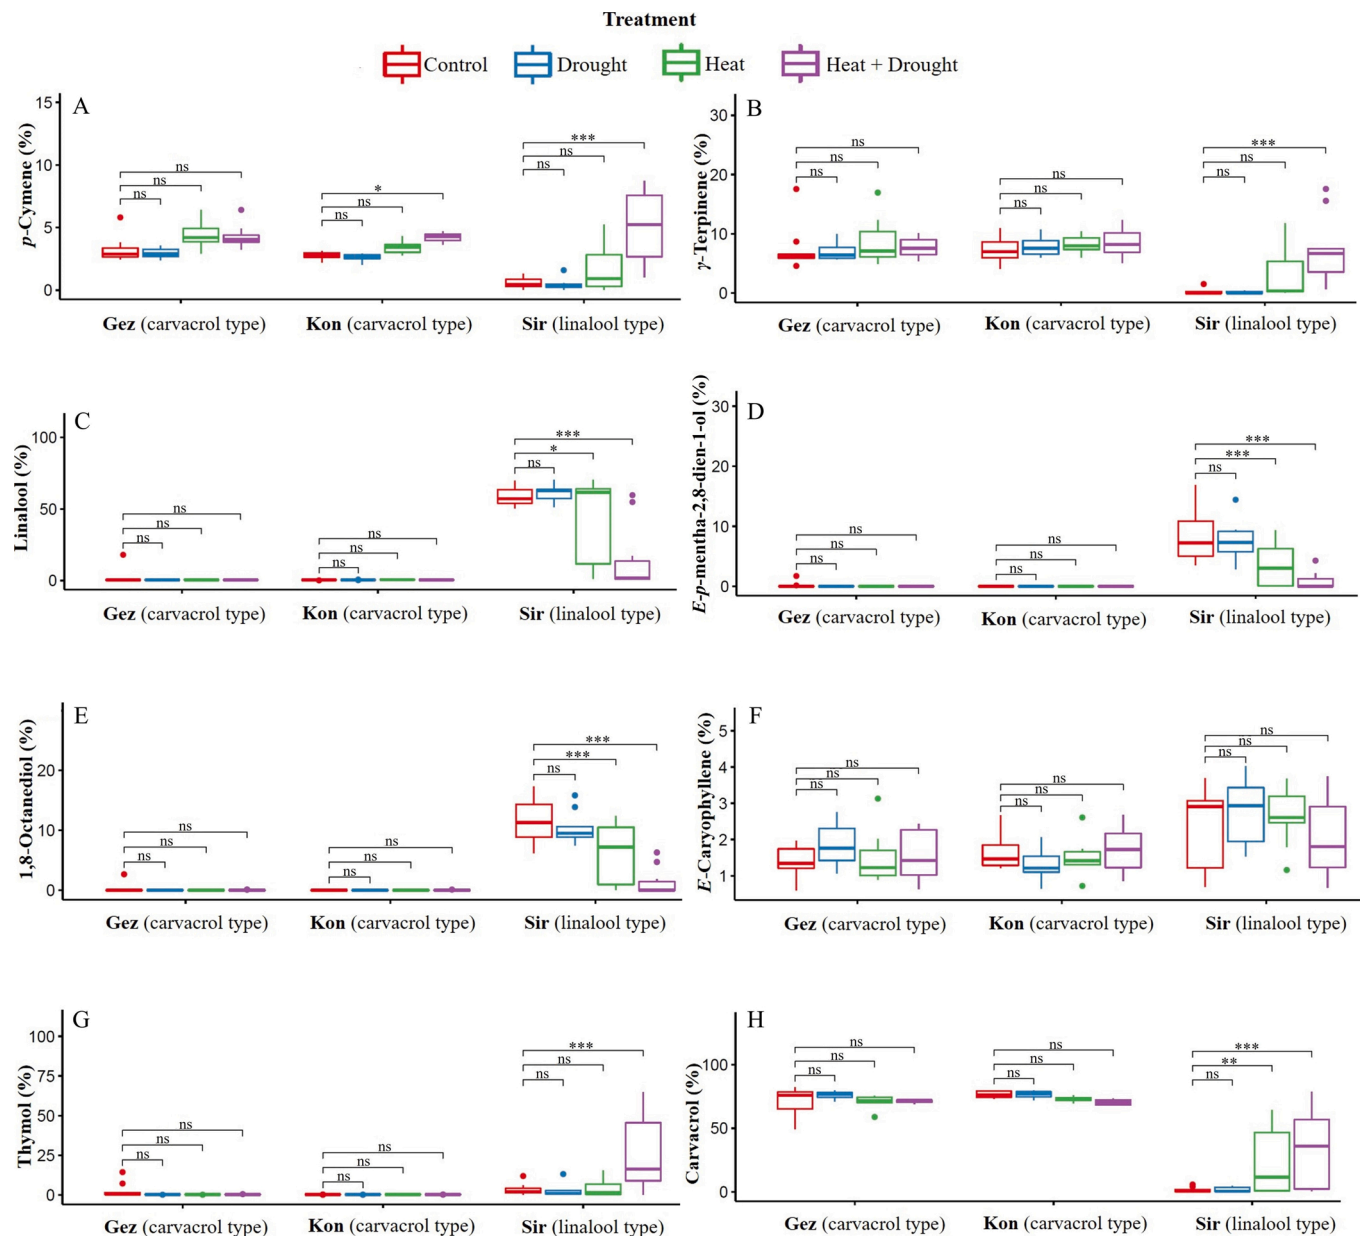 Treatment
Control Drought Heat Heat + Drought
A
p-Cymene (%)
15
10
5
0
ns
ns
ns
*
ns
ns
***
ns
ns
Gez (carvacrol type) Kon (carvacrol type) Sir (linalool type)
B
γ-Terpinene (%)
30
20
10
0
ns
ns
ns
ns
ns
ns
***
ns
ns
Gez (carvacrol type) Kon (carvacrol type) Sir (linalool type)
C
Linalool (%)
100
50
0
ns
ns
ns
ns
ns
ns
***
*
ns
Gez (carvacrol type) Kon (carvacrol type) Sir (linalool type)
D
E-p-mentha-2,8-dien-1-ol (%)
30
20
10
0
ns
ns
ns
ns
ns
ns
***
***
ns
Gez (carvacrol type) Kon (carvacrol type) Sir (linalool type)
E
1,8-Octanediol (%)
20
10
0
ns
ns
ns
ns
ns
ns
***
***
ns
Gez (carvacrol type) Kon (carvacrol type) Sir (linalool type)
F
E-Caryophyllene (%)
5
4
3
2
1
ns
ns
ns
ns
ns
ns
ns
ns
ns
Gez (carvacrol type) Kon (carvacrol type) Sir (linalool type)
G
Thymol (%)
100
75
50
25
0
ns
ns
ns
ns
ns
ns
***
ns
ns
Gez (carvacrol type) Kon (carvacrol type) Sir (linalool type)
H
Carvacrol (%)
100
50
0
ns
ns
ns
ns
ns
ns
***
**
ns
Gez (carvacrol type) Kon (carvacrol type) Sir (linalool type)